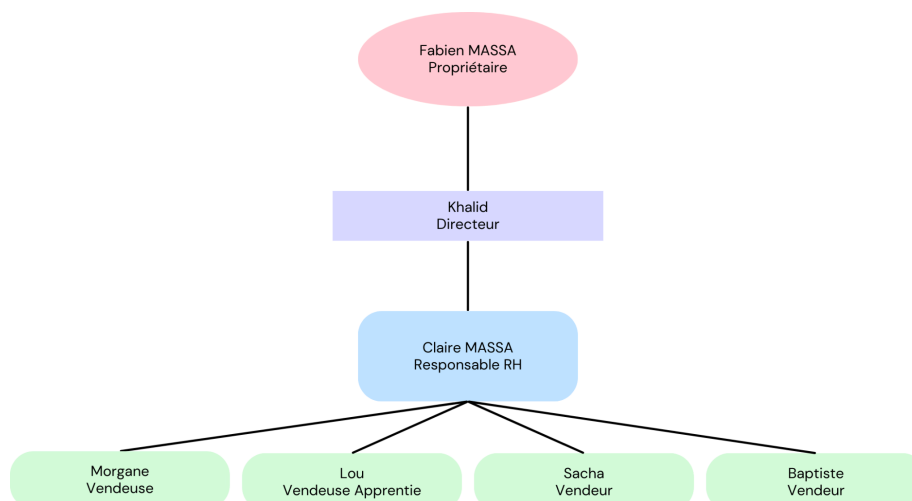 Fabien MASSA
Propriétaire
Khalid
Directeur
Claire MASSA
Responsable RH
Morgane
Vendeuse
Lou
Vendeuse Apprentie
Sacha
Vendeur
Baptiste
Vendeur